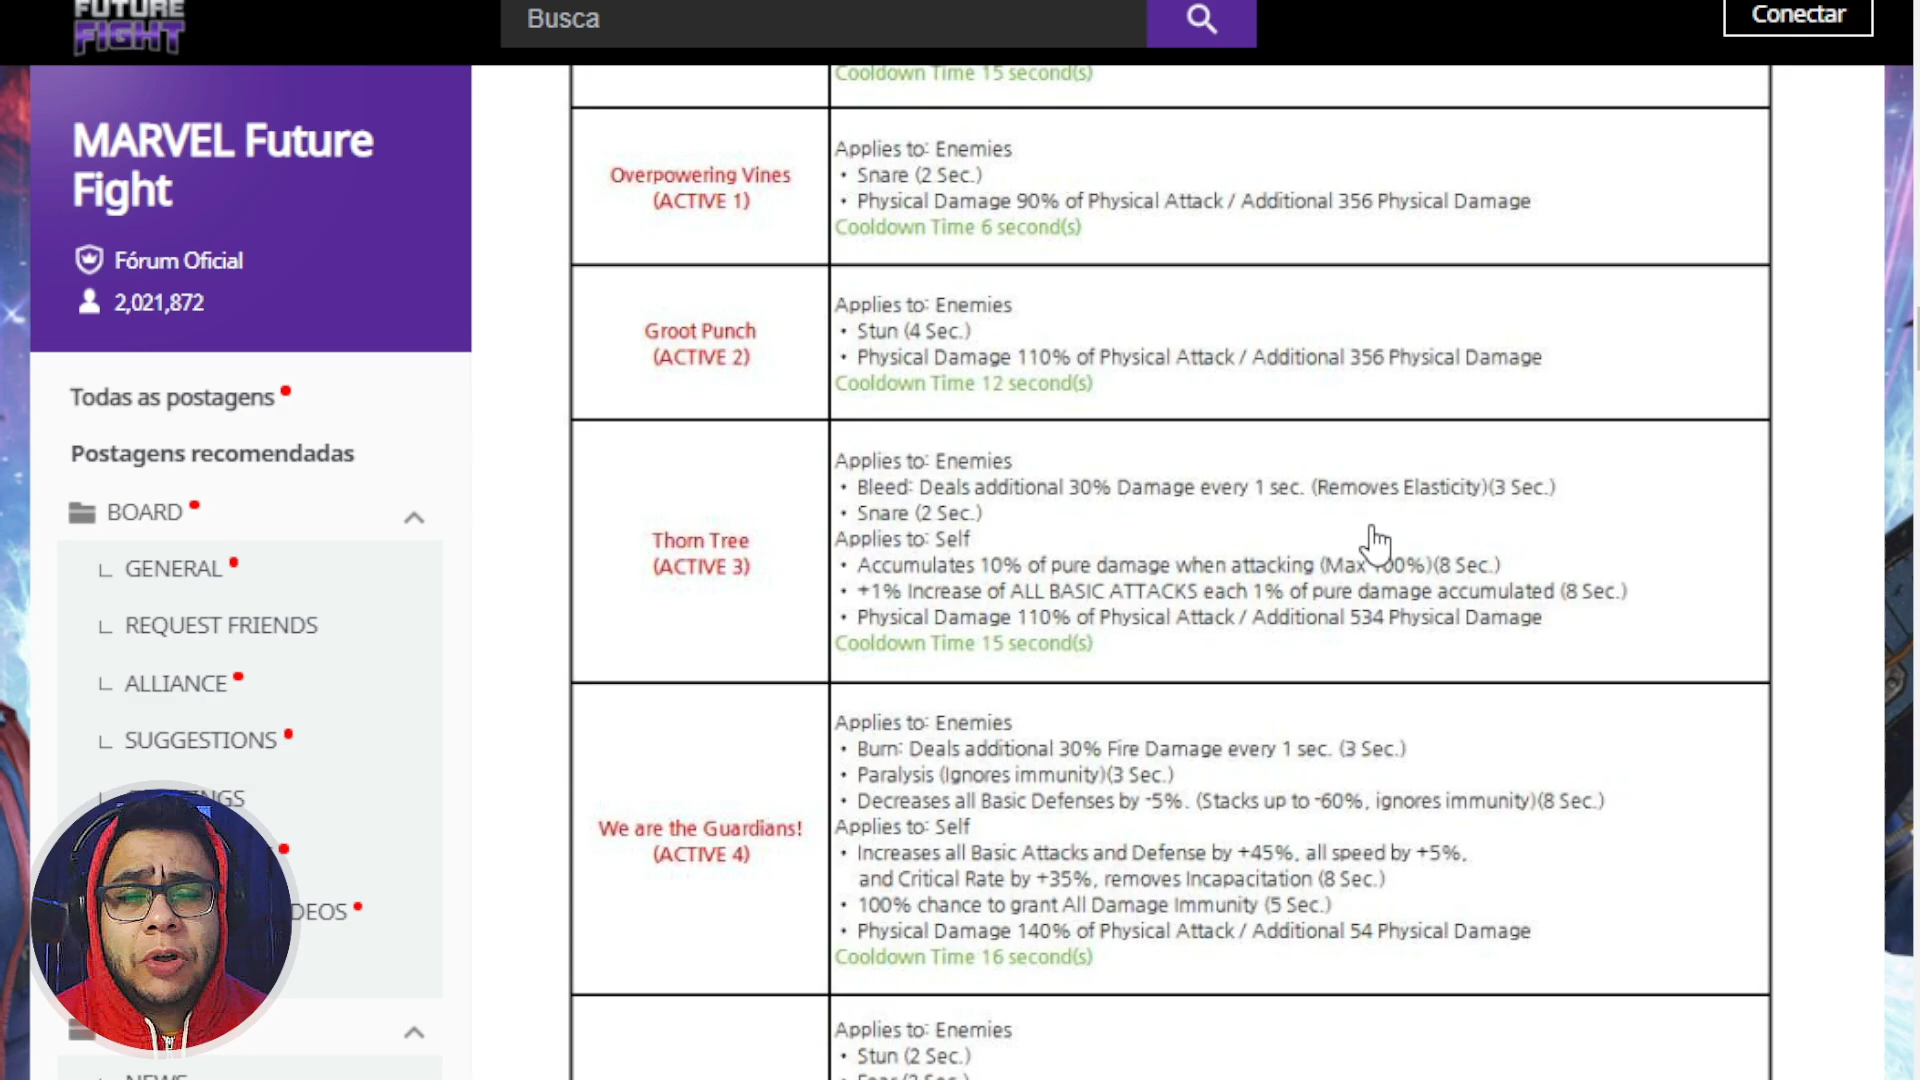 FUTURE
FIGHT
Busca
Conectar
MARVEL Future
Fight
Fórum Oficial
2,021,872
Todas as postagens
Postagens recomendadas
BOARD
GENERAL
REQUEST FRIENDS
ALLIANCE
SUGGESTIONS
NEWS
Cooldown Time 15 second(s)
Overpowering Vines
(ACTIVE 1)
Applies to: Enemies
• Snare (2 Sec.)
• Physical Damage 90% of Physical Attack / Additional 356 Physical Damage
Cooldown Time 6 second(s)
Groot Punch
(ACTIVE 2)
Applies to: Enemies
• Stun (4 Sec.)
• Physical Damage 110% of Physical Attack / Additional 356 Physical Damage
Cooldown Time 12 second(s)
Thorn Tree
(ACTIVE 3)
Applies to: Enemies
• Bleed: Deals additional 30% Damage every 1 sec. (Removes Elasticity)(3 Sec.)
• Snare (2 Sec.)
Applies to: Self
• Accumulates 10% of pure damage when attacking (Max 100%)(8 Sec.)
• +1% Increase of ALL BASIC ATTACKS each 1% of pure damage accumulated (8 Sec.)
• Physical Damage 110% of Physical Attack / Additional 534 Physical Damage
Cooldown Time 15 second(s)
We are the Guardians!
(ACTIVE 4)
Applies to: Enemies
• Burn: Deals additional 30% Fire Damage every 1 sec. (3 Sec.)
• Paralysis (Ignores immunity)(3 Sec.)
• Decreases all Basic Defenses by -5%. (Stacks up to -60%, ignores immunity)(8 Sec.)
Applies to: Self
• Increases all Basic Attacks and Defense by +45%, all speed by +5%,
and Critical Rate by +35%, removes Incapacitation (8 Sec.)
• 100% chance to grant All Damage Immunity (5 Sec.)
• Physical Damage 140% of Physical Attack / Additional 54 Physical Damage
Cooldown Time 16 second(s)
Applies to: Enemies
• Stun (2 Sec.)